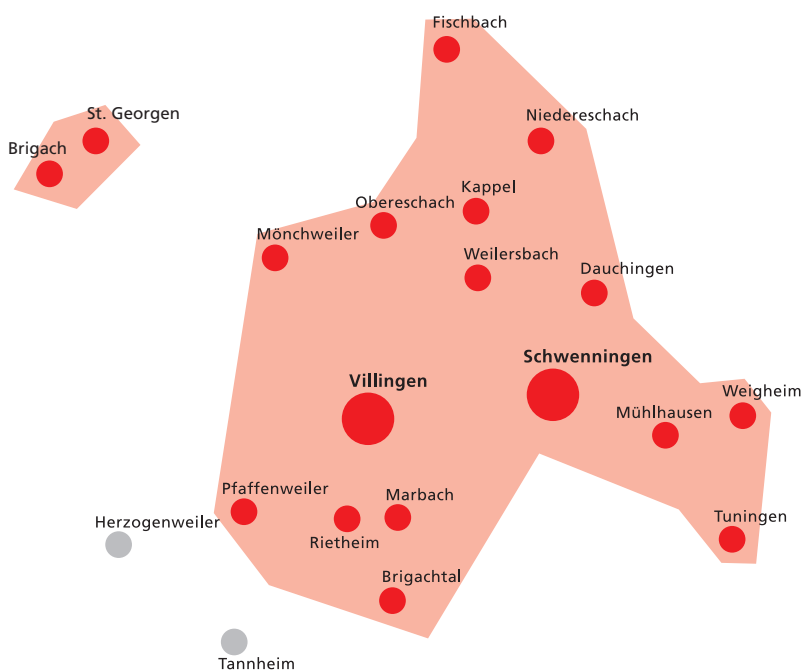 Fischbach
St. Georgen
Niedereschach
Brigach
Kappel
Obereschach
Mönchweiler
Weilersbach
Dauchingen
Schwenningen
Villingen
Weigheim
Mühlhausen
Pfaffenweiler
Marbach
Tuningen
Herzogenweiler
Rietheim
Brigachtal
Tannheim